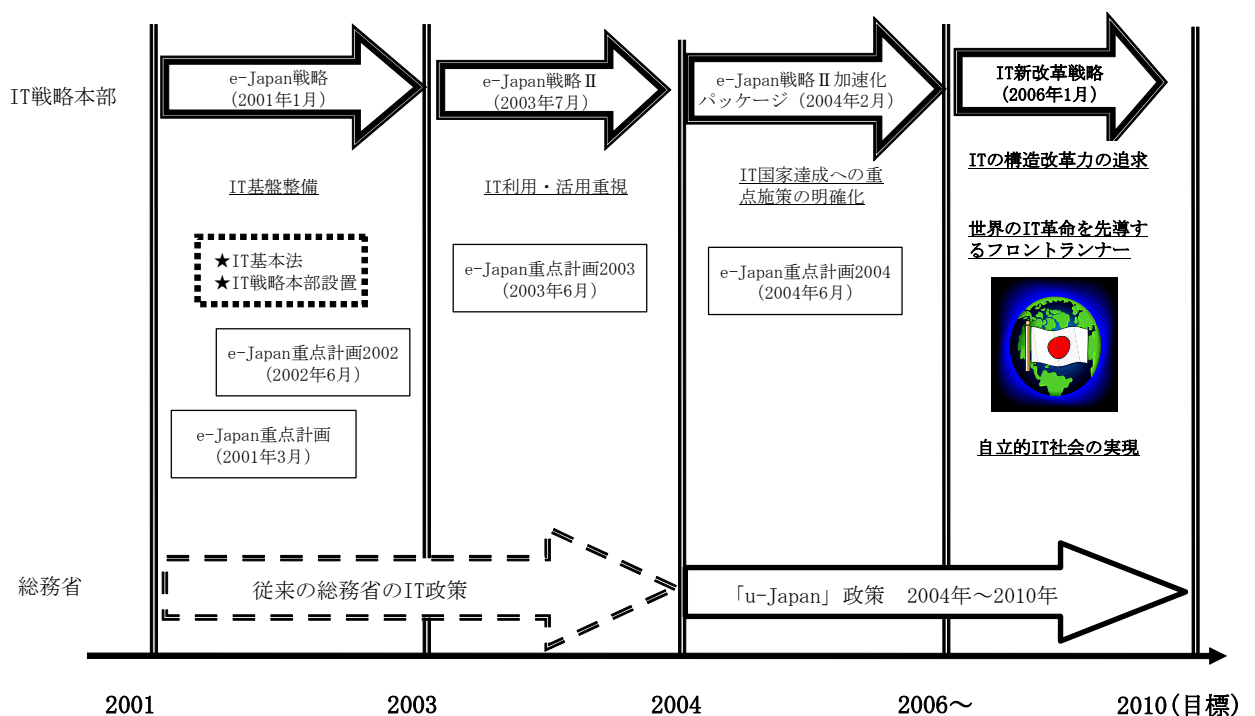 IT戦略本部
e-Japan戦略
(2001年1月)
e-Japan戦略Ⅱ
(2003年7月)
e-Japan戦略Ⅱ加速化
パッケージ (2004年2月)
IT新改革戦略
(2006年1月)
IT基盤整備
IT利用・活用重視
IT国家達成への重
点施策の明確化
ITの構造改革力の追求
世界のIT革命を先導す
るフロントランナー
★IT基本法
★IT戦略本部設置
e-Japan重点計画2003
(2003年6月)
e-Japan重点計画2004
(2004年6月)
e-Japan重点計画2002
(2002年6月)
e-Japan重点計画
(2001年3月)
自立的IT社会の実現
総務省
従来の総務省のIT政策
「u-Japan」政策 2004年～2010年
2001
2003
2004
2006～
2010(目標)